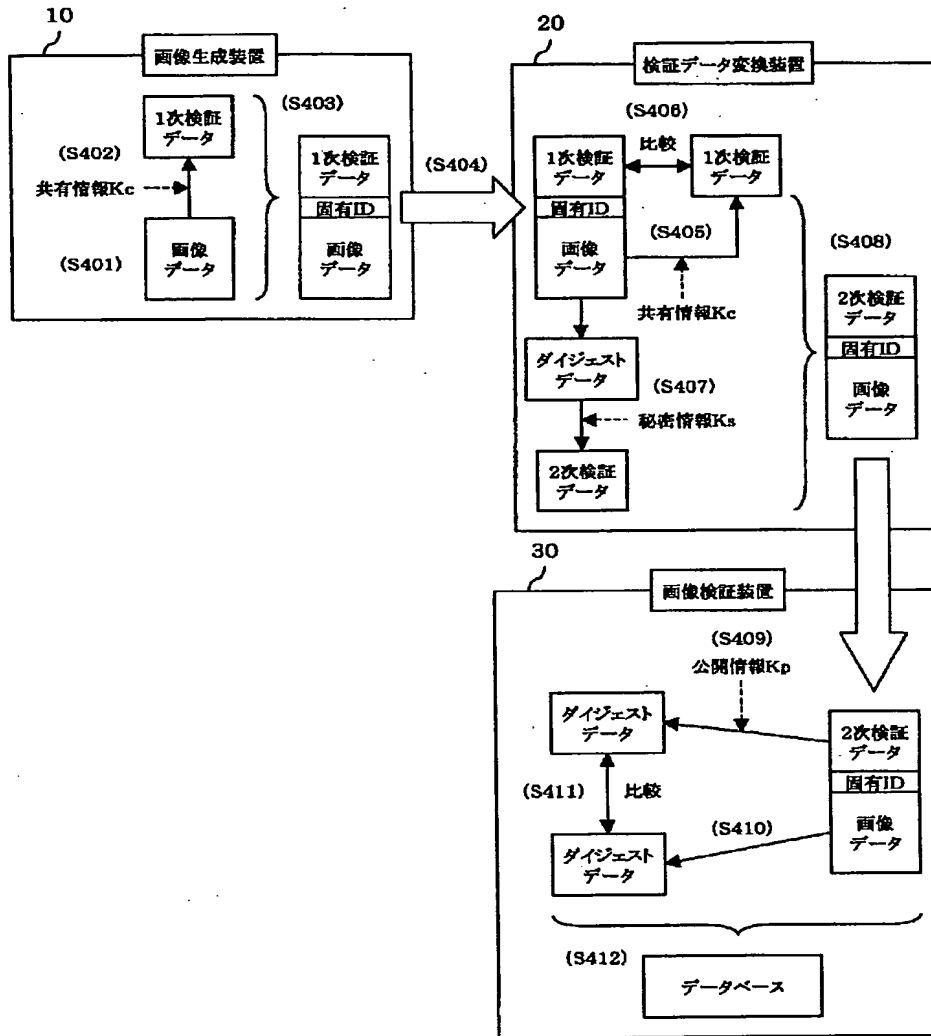 10
画像生成装置
1次検証
データ
(S402)
共有情報Kc
(S401)
画像
データ
(S403)
1次検証
データ
固有ID
画像
データ
(S404)
20
検証データ変換装置
(S406)
1次検証
データ
比較
1次検証
データ
固有ID
画像
データ
(S405)
共有情報Kc
ダイジェスト
データ
(S407)
秘密情報Ks
2次検証
データ
(S408)
2次検証
データ
固有ID
画像
データ
30
画像検証装置
(S409)
公開情報Kp
ダイジェスト
データ
2次検証
データ
固有ID
画像
データ
(S411)
比較
(S410)
ダイジェスト
データ
(S412)
データベース